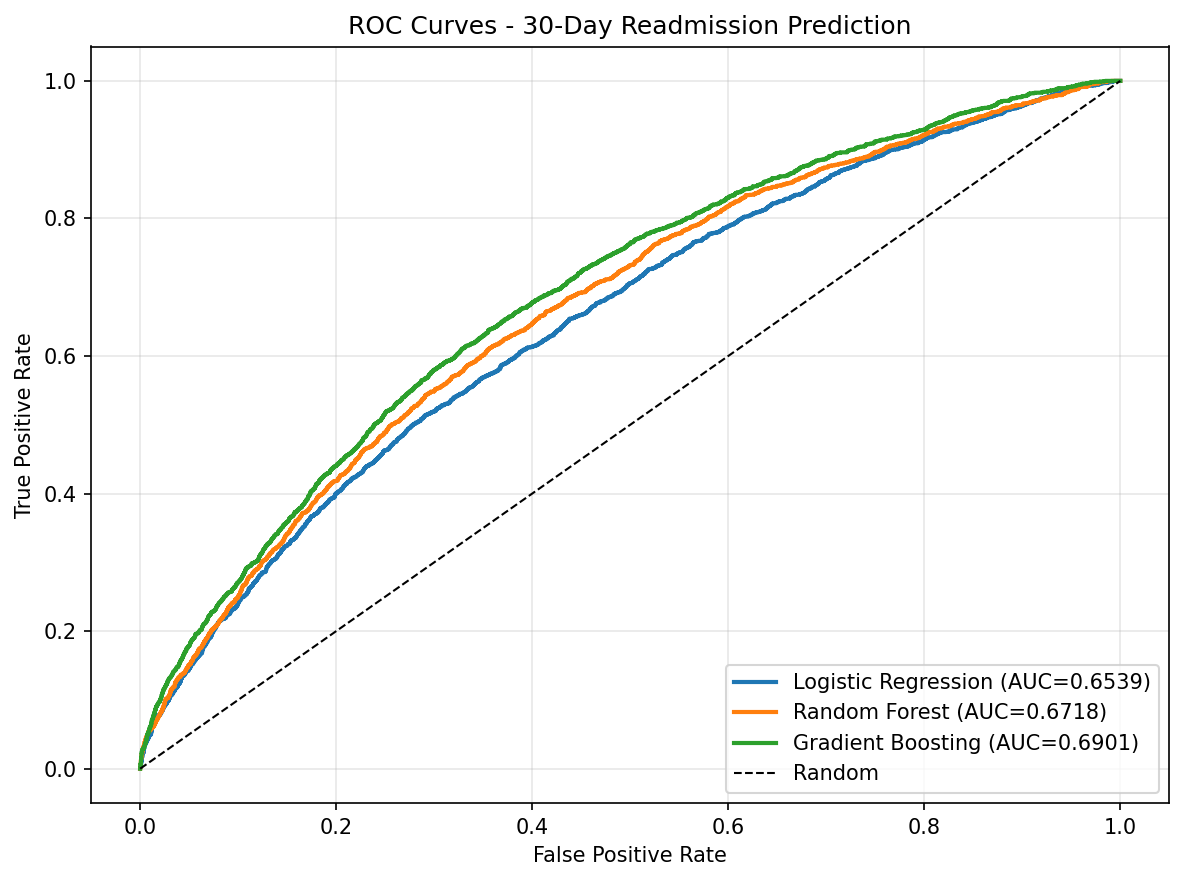 ROC Curves - 30-Day Readmission Prediction
True Positive Rate
1.0
0.8
0.6
0.4
0.2
0.0
Logistic Regression (AUC=0.6539)
Random Forest (AUC=0.6718)
Gradient Boosting (AUC=0.6901)
Random
0.0 0.2 0.4 0.6 0.8 1.0
False Positive Rate